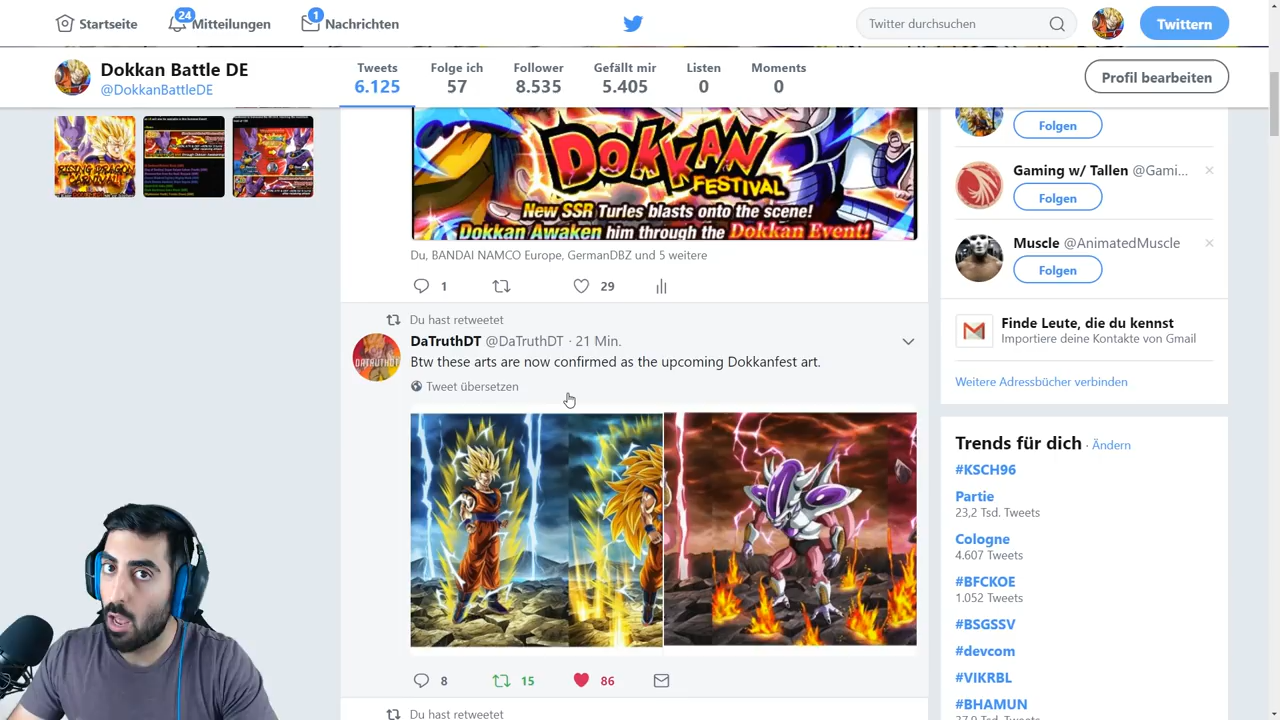 Startseite
24
Mitteilungen
1
Nachrichten
Twitter durchsuchen
Twittern
Dokkan Battle DE
@DokkanBattleDE
Tweets
6.125
Folge ich
57
Follower
8.535
Gefällt mir
5.405
Listen
0
Moments
0
Profil bearbeiten
DOKKAN
FESTIVAL
New SSR Turles blasts onto the scene!
Dokkan Awaken him through the Dokkan Event!
Du, BANDAI NAMCO Europe, GermanDBZ und 5 weitere
1
29
Du hast retweetet
DaTruthDT @DaTruthDT · 21 Min.
Btw these arts are now confirmed as the upcoming Dokkanfest art.
Tweet übersetzen
DATRUTHDT
8
15
86
Du hast retweetet
Folgen
Gaming w/ Tallen @Gami...
Folgen
Muscle @AnimatedMuscle
Folgen
Finde Leute, die du kennst
Importiere deine Kontakte von Gmail
Weitere Adressbücher verbinden
Trends für dich · Ändern
#KSCH96
Partie
23,2 Tsd. Tweets
Cologne
4.607 Tweets
#BFCKOE
1.052 Tweets
#BSGSSV
#devcom
#VIKRBL
#BHAMUN